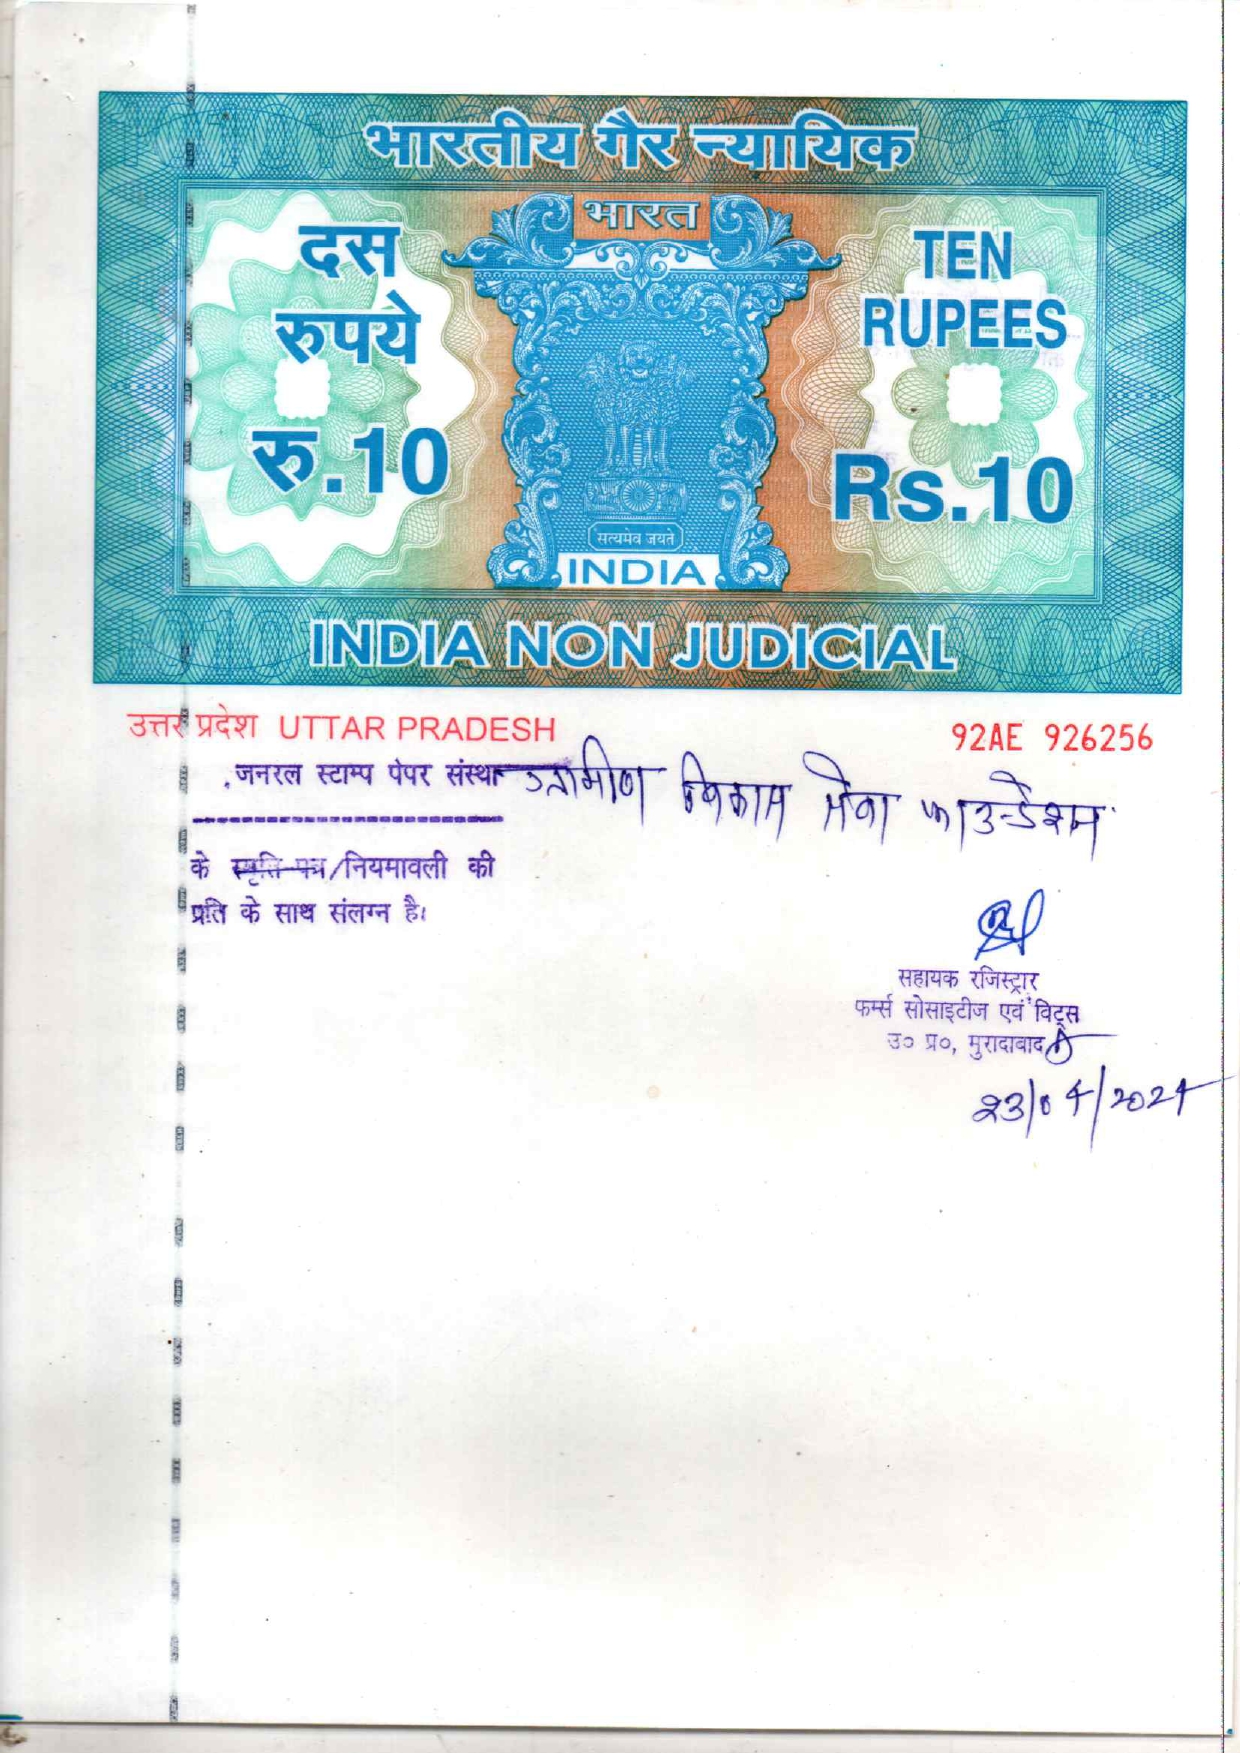 भारतीय गैर न्यायिक
भारत
दस
रुपये
रु.10
TEN
RUPEES
Rs.10
सत्यमेव जयते
INDIA
INDIA NON JUDICIAL
उत्तर प्रदेश UTTAR PRADESH
92AE 926256
जनरल स्टाम्प पेपर संस्था ग्रामीण विकास सेवा फाउन्डेशन
के स्मृति-पत्र/नियमावली की
प्रति के साथ संलग्न है।
सहायक रजिस्ट्रार
फर्म्स सोसाइटीज एवं चिट्स
उ० प्र०, मुरादाबाद
23/04/2024